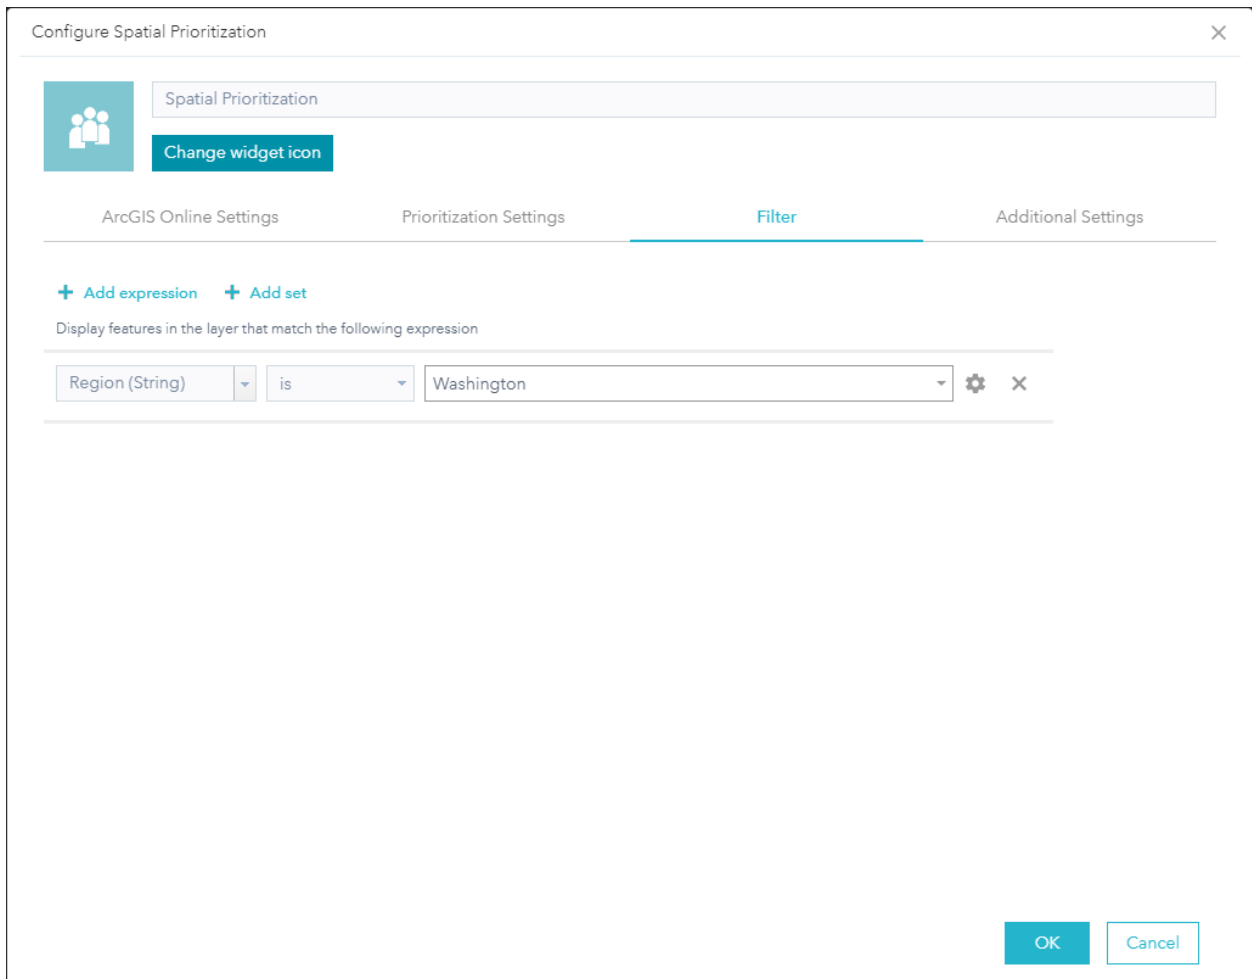 Configure Spatial Prioritization
Spatial Prioritization
Change widget icon
ArcGIS Online Settings Prioritization Settings Filter Additional Settings
+ Add expression + Add set
Display features in the layer that match the following expression
Region (String) is Washington
OK Cancel